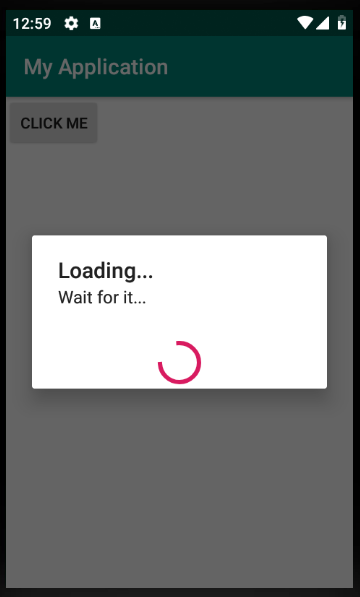 12:59
My Application
CLICK ME
Loading...
Wait for it...